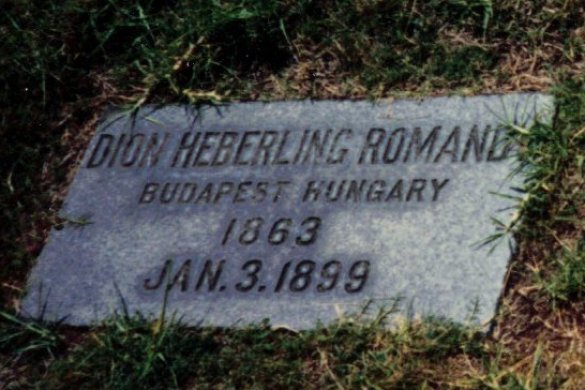 DION HEBERLING ROMAND
BUDAPEST HUNGARY
1863
JAN. 3. 1899